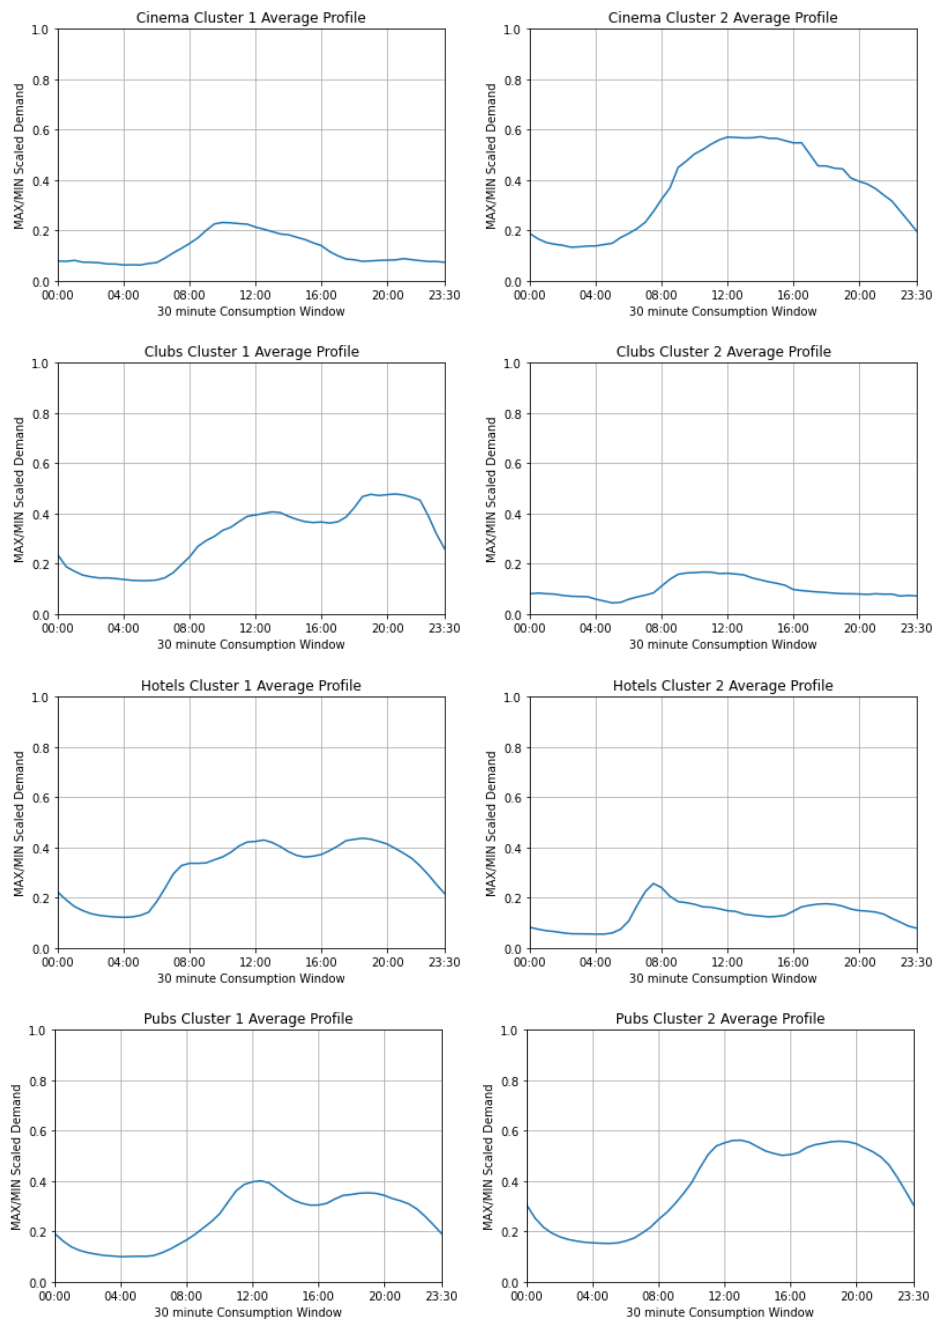 Cinema Cluster 1 Average Profile
1.0
0.8
0.6
0.4
0.2
0.0
MAX/MIN Scaled Demand
00:00 04:00 08:00 12:00 16:00 20:00 23:30
30 minute Consumption Window
Cinema Cluster 2 Average Profile
1.0
0.8
0.6
0.4
0.2
0.0
MAX/MIN Scaled Demand
00:00 04:00 08:00 12:00 16:00 20:00 23:30
30 minute Consumption Window
Clubs Cluster 1 Average Profile
1.0
0.8
0.6
0.4
0.2
0.0
MAX/MIN Scaled Demand
00:00 04:00 08:00 12:00 16:00 20:00 23:30
30 minute Consumption Window
Clubs Cluster 2 Average Profile
1.0
0.8
0.6
0.4
0.2
0.0
MAX/MIN Scaled Demand
00:00 04:00 08:00 12:00 16:00 20:00 23:30
30 minute Consumption Window
Hotels Cluster 1 Average Profile
1.0
0.8
0.6
0.4
0.2
0.0
MAX/MIN Scaled Demand
00:00 04:00 08:00 12:00 16:00 20:00 23:30
30 minute Consumption Window
Hotels Cluster 2 Average Profile
1.0
0.8
0.6
0.4
0.2
0.0
MAX/MIN Scaled Demand
00:00 04:00 08:00 12:00 16:00 20:00 23:30
30 minute Consumption Window
Pubs Cluster 1 Average Profile
1.0
0.8
0.6
0.4
0.2
0.0
MAX/MIN Scaled Demand
00:00 04:00 08:00 12:00 16:00 20:00 23:30
30 minute Consumption Window
Pubs Cluster 2 Average Profile
1.0
0.8
0.6
0.4
0.2
0.0
MAX/MIN Scaled Demand
00:00 04:00 08:00 12:00 16:00 20:00 23:30
30 minute Consumption Window